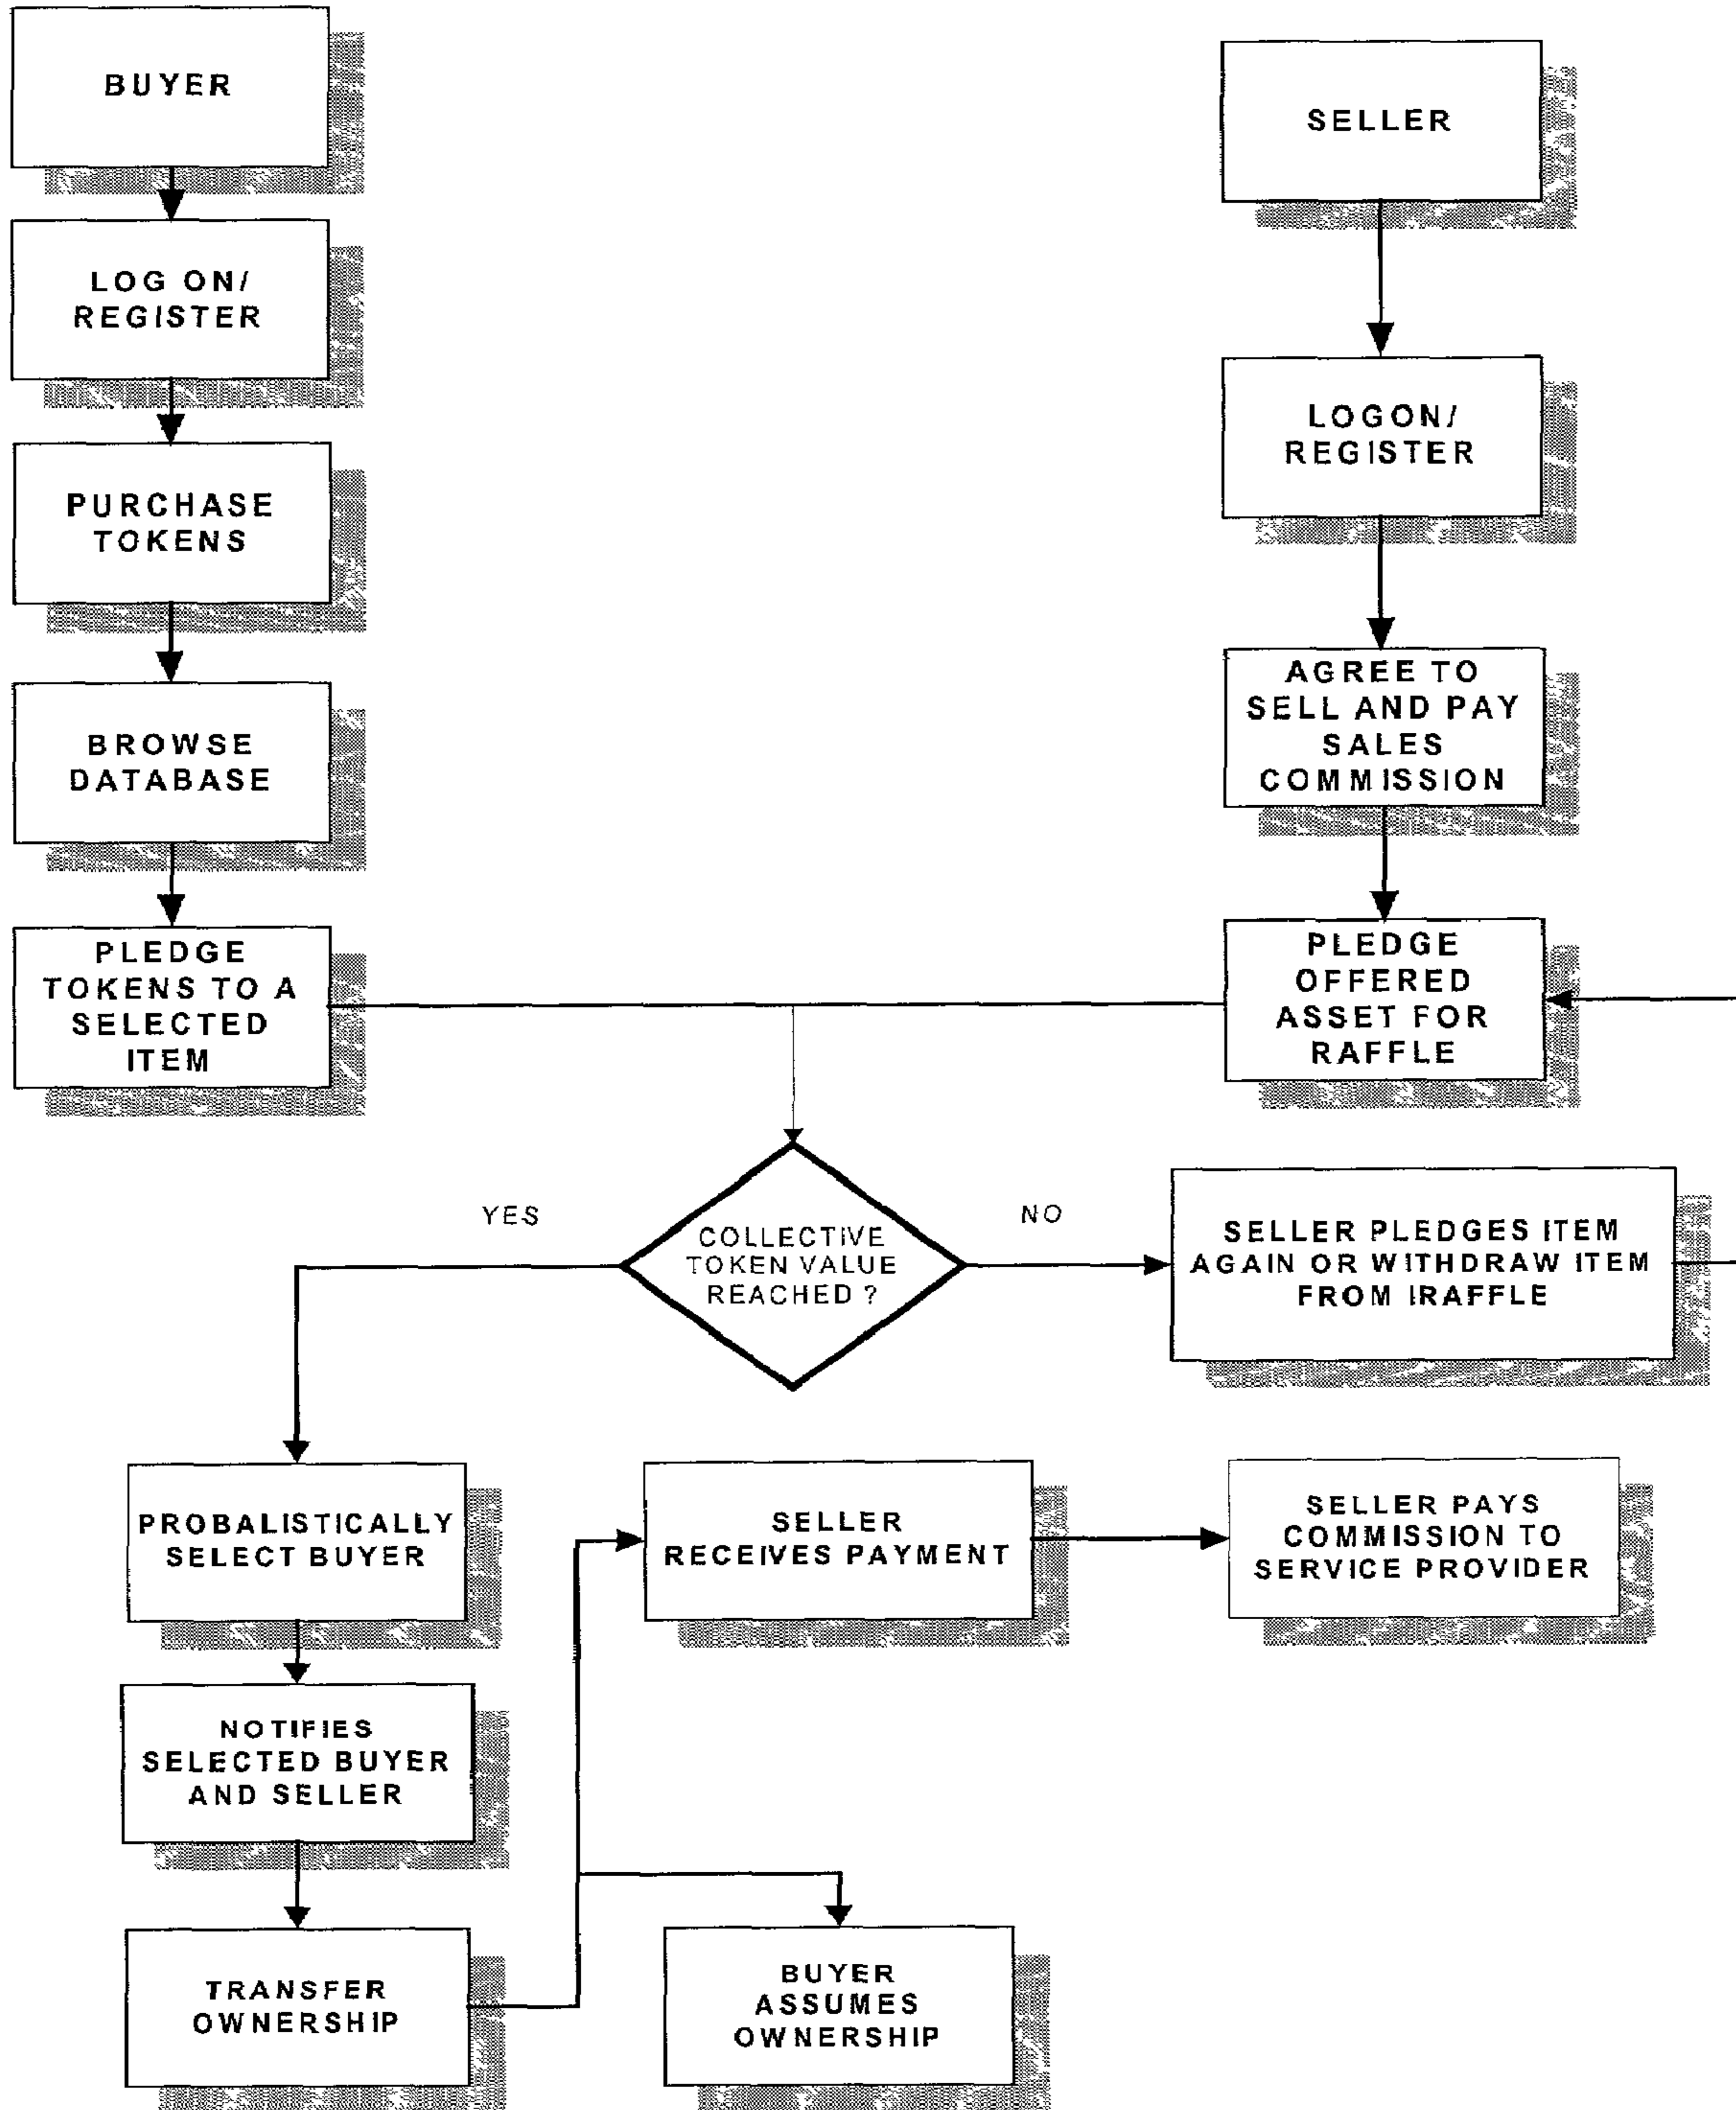 BUYER
LOG ON/
REGISTER
PURCHASE
TOKENS
BROWSE
DATABASE
PLEDGE
TOKENS TO A
SELECTED
ITEM
SELLER
LOGON/
REGISTER
AGREE TO
SELL AND PAY
SALES
COMMISSION
PLEDGE
OFFERED
ASSET FOR
RAFFLE
YES
COLLECTIVE
TOKEN VALUE
REACHED ?
NO
SELLER PLEDGES ITEM
AGAIN OR WITHDRAW ITEM
FROM IRAFFLE
PROBALISTICALLY
SELECT BUYER
SELLER
RECEIVES PAYMENT
SELLER PAYS
COMMISSION TO
SERVICE PROVIDER
NOTIFIES
SELECTED BUYER
AND SELLER
TRANSFER
OWNERSHIP
BUYER
ASSUMES
OWNERSHIP